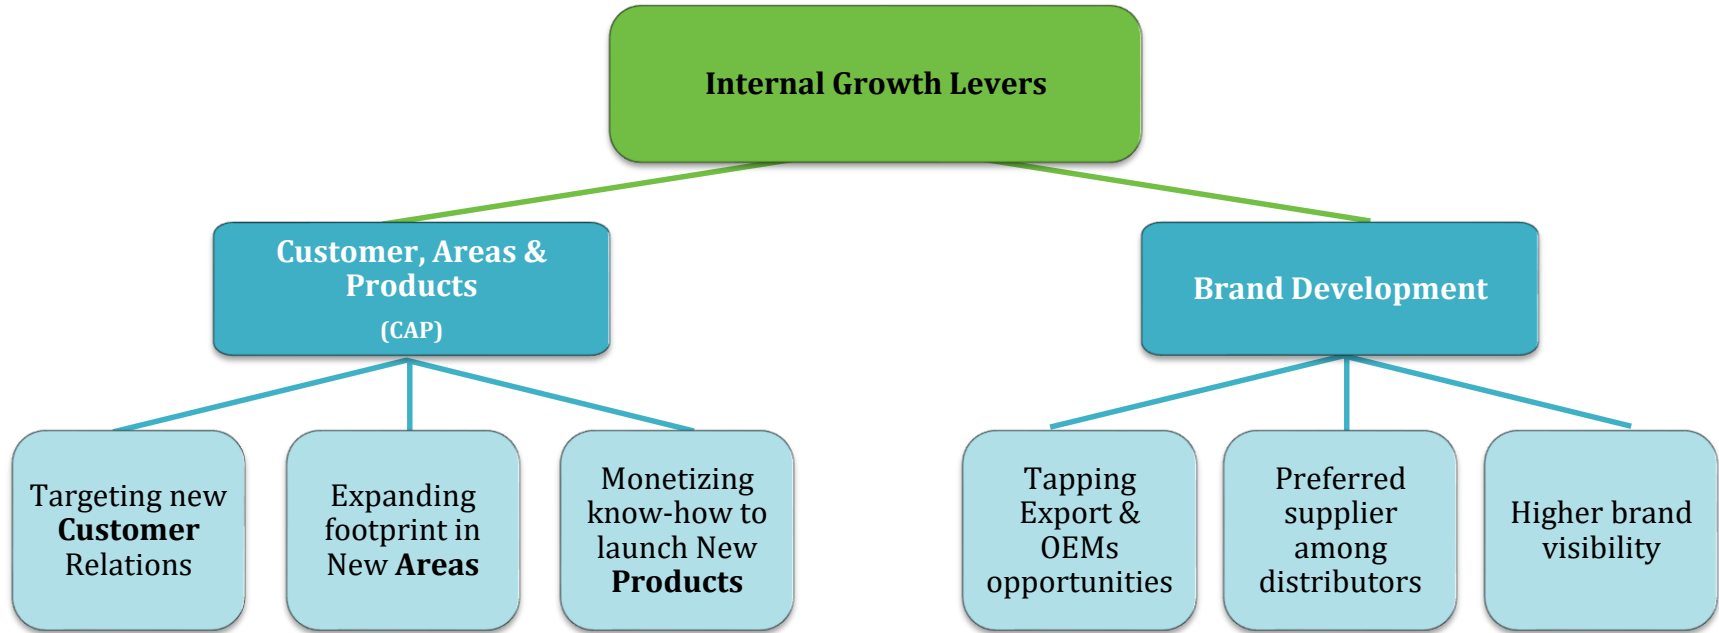 Internal Growth Levers
Customer, Areas &
Products
(CAP)
Brand Development
Targeting new
Customer
Relations
Expanding
footprint in
New Areas
Monetizing
know-how to
launch New
Products
Tapping
Export &
OEMs
opportunities
Preferred
supplier
among
distributors
Higher brand
visibility